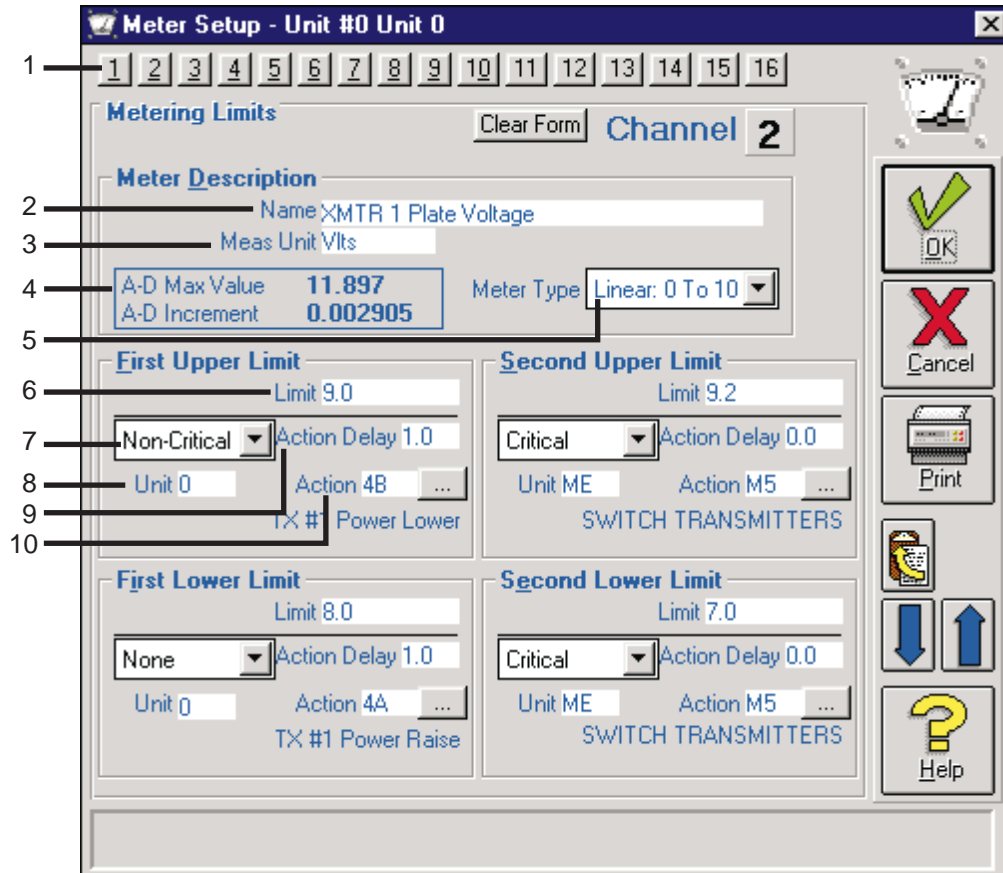 Meter Setup - Unit #0 Unit 0
1
1 2 3 4 5 6 7 8 9 10 11 12 13 14 15 16
Metering Limits
Clear Form
Channel 2
Meter Description
2
Name XMTR 1 Plate Voltage
3
Meas Unit Vlts
4
A-D Max Value 11.897
A-D Increment 0.002905
Meter Type Linear: 0 To 10
5
First Upper Limit
6
Limit 9.0
7
Non-Critical
Action Delay 1.0
8
Unit 0
Action 4B ...
9
TX #1 Power Lower
10
Second Upper Limit
Limit 9.2
Critical
Action Delay 0.0
Unit ME
Action M5 ...
SWITCH TRANSMITTERS
First Lower Limit
Limit 8.0
None
Action Delay 1.0
Unit 0
Action 4A ...
TX #1 Power Raise
Second Lower Limit
Limit 7.0
Critical
Action Delay 0.0
Unit ME
Action M5 ...
SWITCH TRANSMITTERS
OK
Cancel
Print
Help